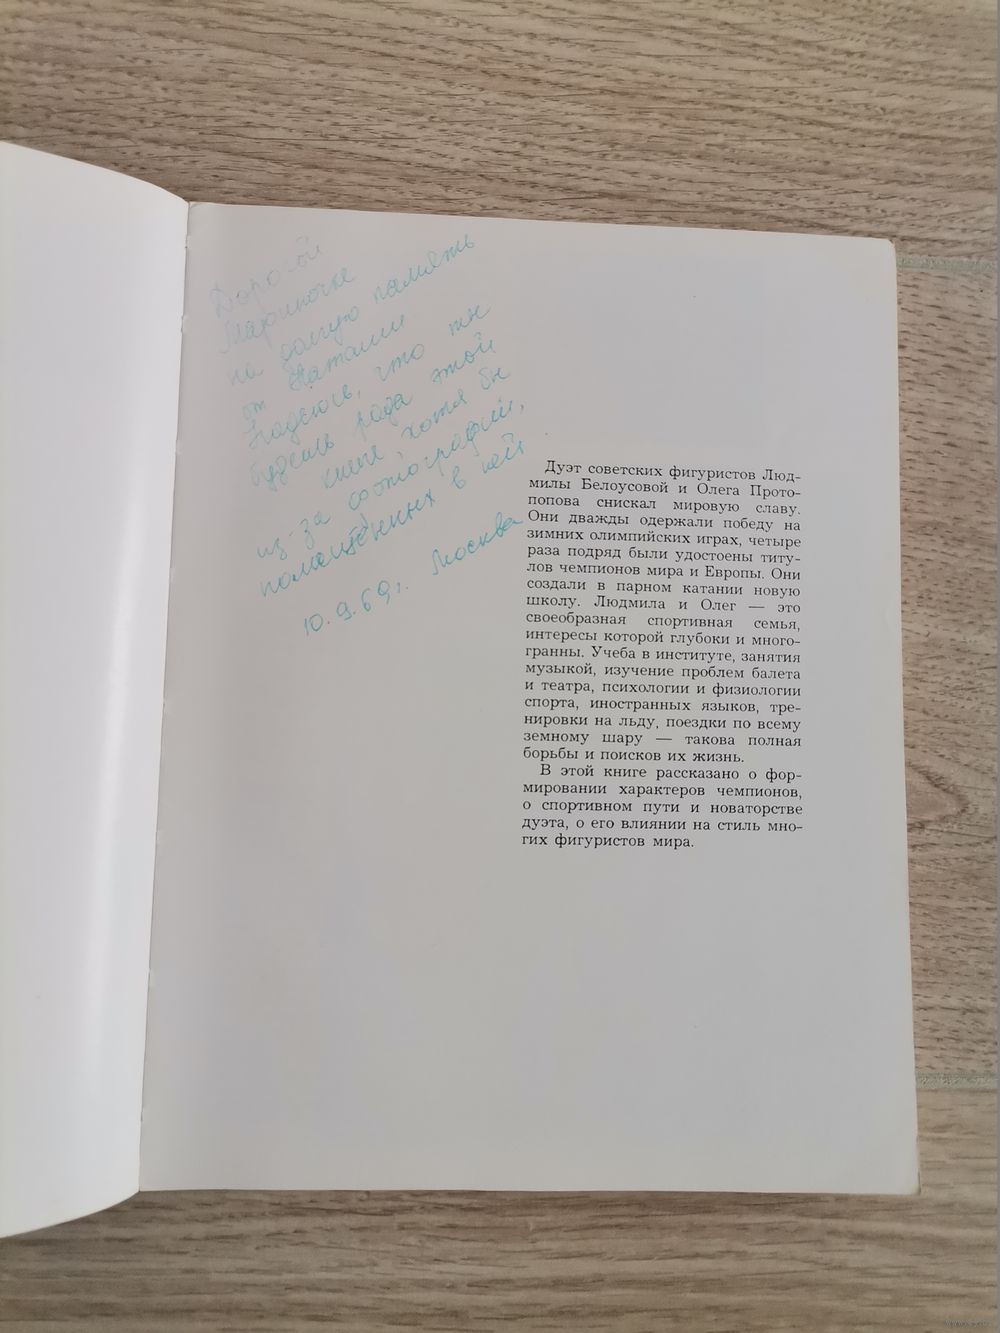 Дорогой
Мариночке
на долгую память
от Наталии
Надеюсь, что ты
будешь рада этой
книге, хотя бы
из-за фотографий,
помещённых в ней
10.9.69г. Москва
Дуэт советских фигуристов Люд-
милы Белоусовой и Олега Прото-
попова снискал мировую славу.
Они дважды одержали победу на
зимних олимпийских играх, четыре
раза подряд были удостоены титу-
лов чемпионов мира и Европы. Они
создали в парном катании новую
школу. Людмила и Олег — это
своеобразная спортивная семья,
интересы которой глубоки и много-
гранны. Учеба в институте, занятия
музыкой, изучение проблем балета
и театра, психологии и физиологии
спорта, иностранных языков, тре-
нировки на льду, поездки по всему
земному шару — такова полная
борьбы и поисков их жизнь.
В этой книге рассказано о фор-
мировании характеров чемпионов,
о спортивном пути и новаторстве
дуэта, о его влиянии на стиль мно-
гих фигуристов мира.